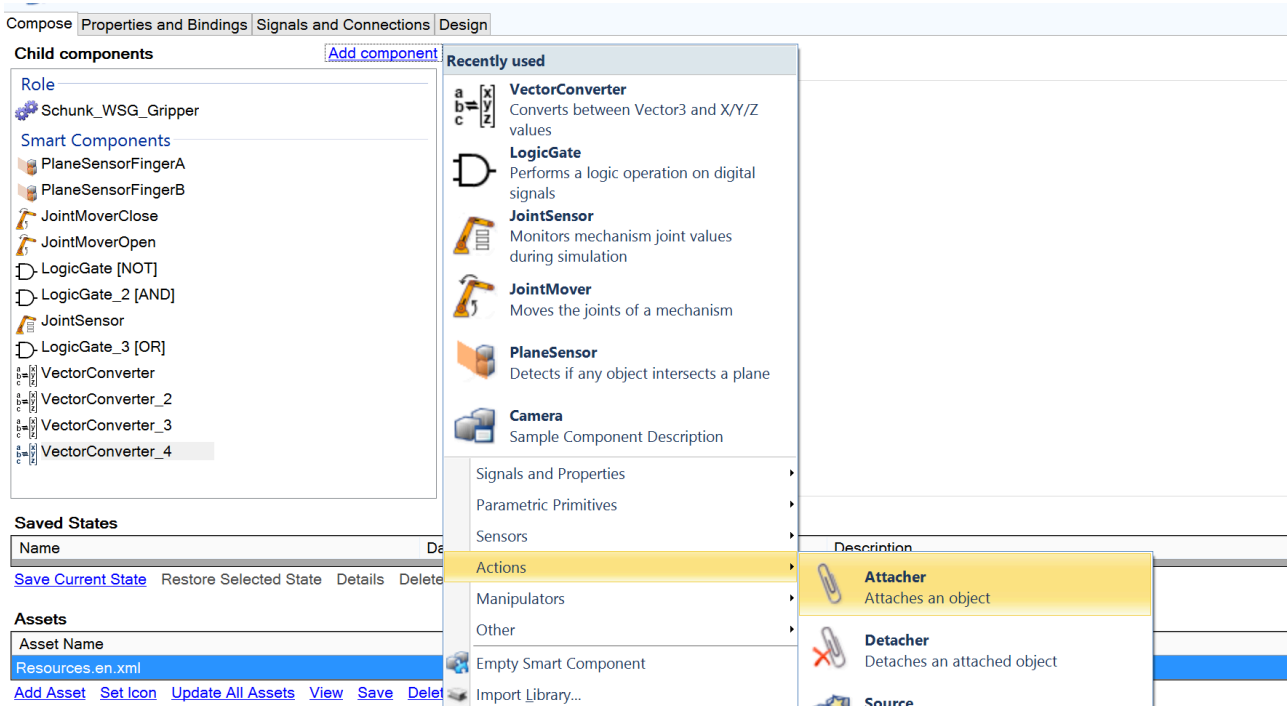 Compose Properties and Bindings Signals and Connections Design
Child components Add component
Role
Schunk_WSG_Gripper
Smart Components
PlaneSensorFingerA
PlaneSensorFingerB
JointMoverClose
JointMoverOpen
LogicGate [NOT]
LogicGate_2 [AND]
JointSensor
LogicGate_3 [OR]
VectorConverter
VectorConverter_2
VectorConverter_3
VectorConverter_4
Recently used
VectorConverter
Converts between Vector3 and X/Y/Z
values
LogicGate
Performs a logic operation on digital
signals
JointSensor
Monitors mechanism joint values
during simulation
JointMover
Moves the joints of a mechanism
PlaneSensor
Detects if any object intersects a plane
Camera
Sample Component Description
Signals and Properties
Parametric Primitives
Sensors
Actions
Manipulators
Other
Empty Smart Component
Import Library...
Attacher
Attaches an object
Detacher
Detaches an attached object
Source
Saved States
Name Da Description
Save Current State Restore Selected State Details Delete
Assets
Asset Name
Resources.en.xml
Add Asset Set Icon Update All Assets View Save Delet